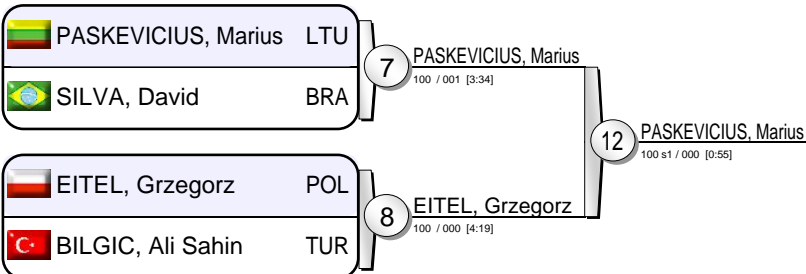 PASKEVICIUS, Marius LTU
SILVA, David BRA
7
PASKEVICIUS, Marius
100 / 001 [3:34]
12
PASKEVICIUS, Marius
100 s1 / 000 [0:55]
EITEL, Grzegorz POL
BILGIC, Ali Sahin TUR
8
EITEL, Grzegorz
100 / 000 [4:19]